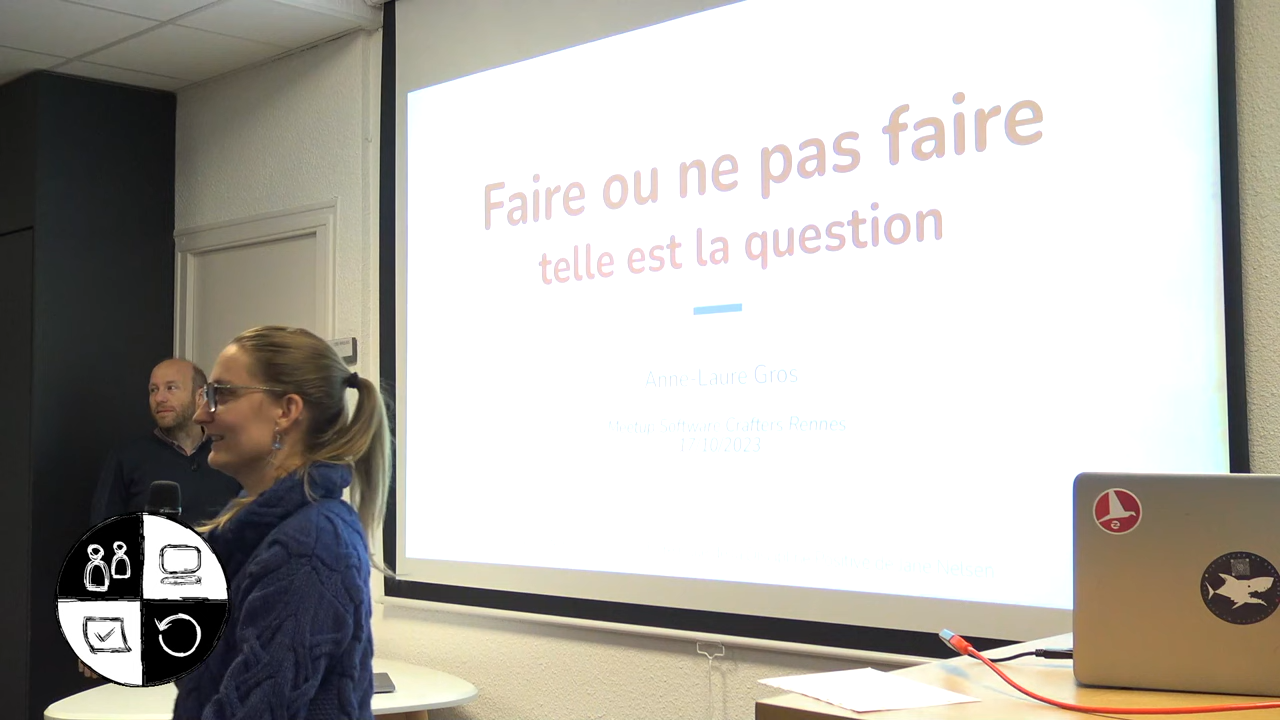 Faire ou ne pas faire
telle est la question
Anne-Laure Gros
Meetup Software Crafters Rennes
17/10/2023
Nelsen